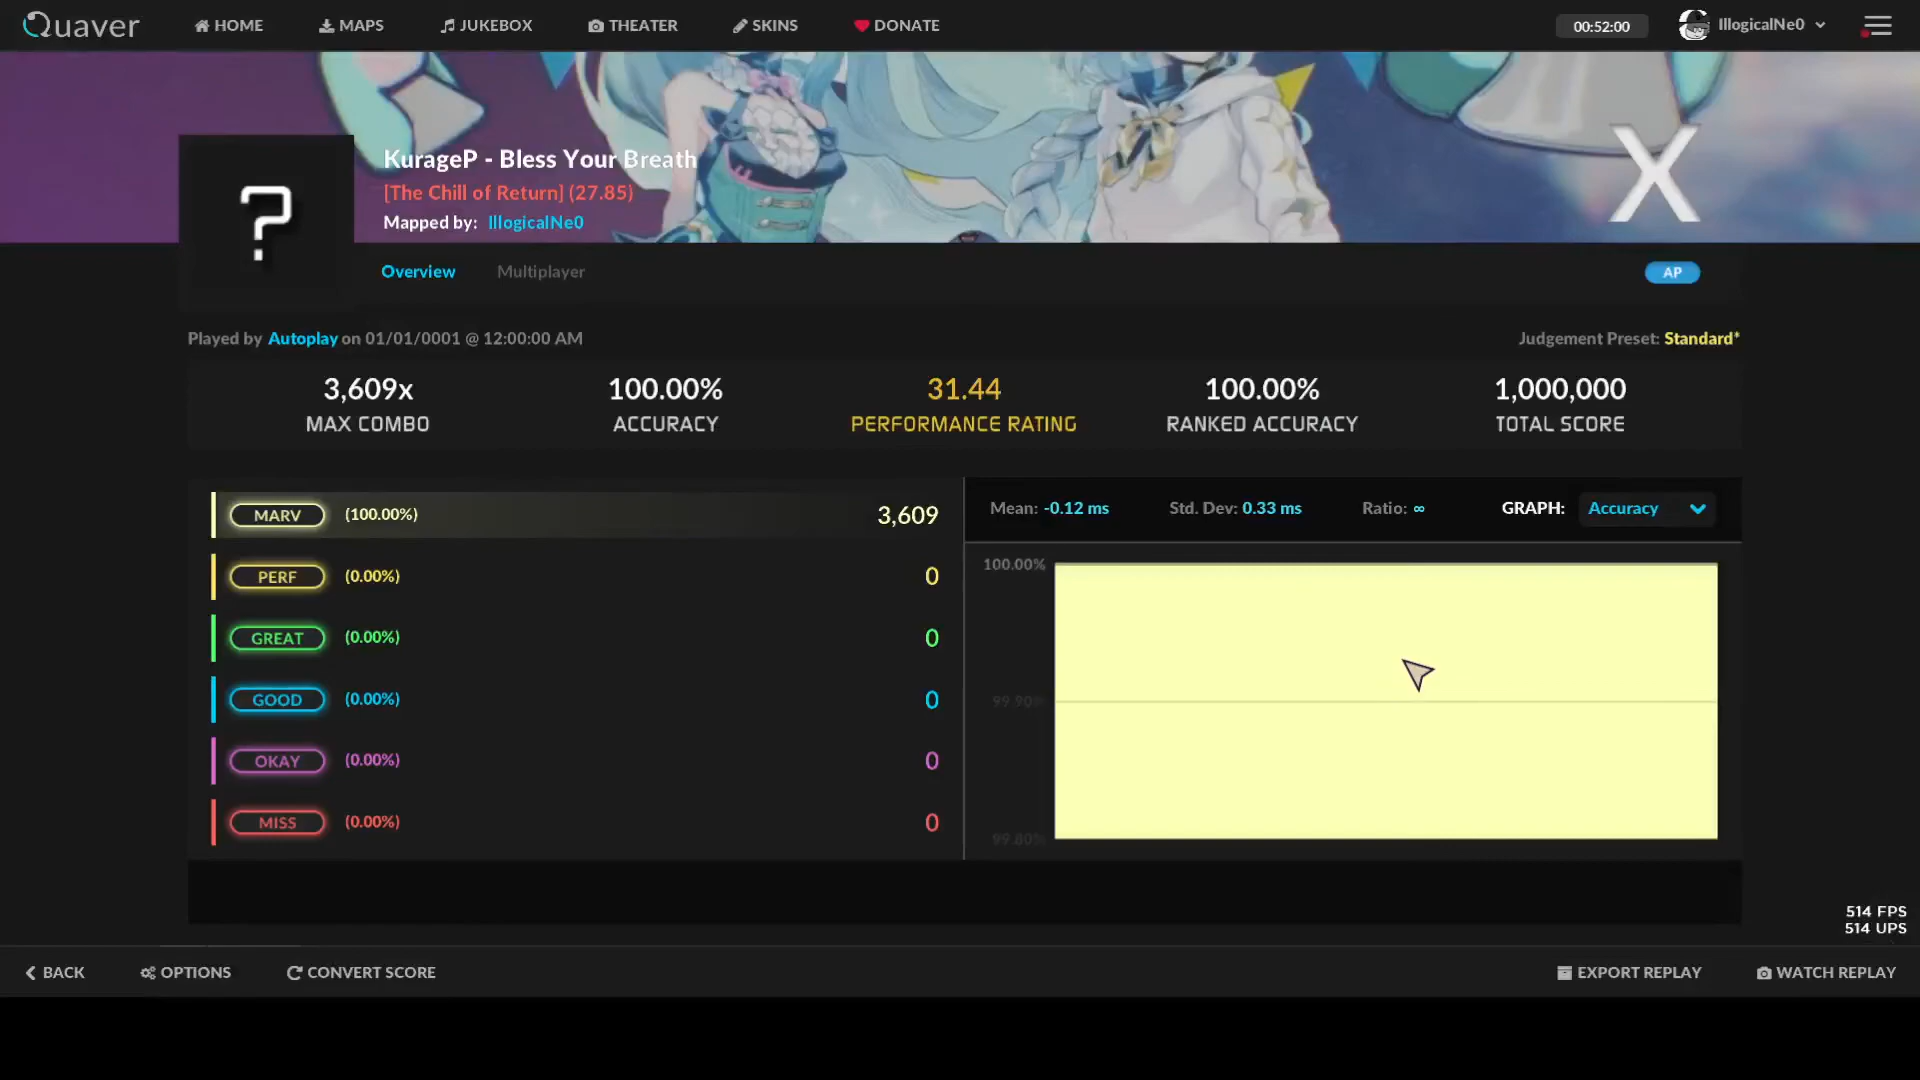 Quaver
HOME
MAPS
JUKEBOX
THEATER
SKINS
DONATE
00:52:00
IllogicalNe0
KurageP - Bless Your Breath
[The Chill of Return] (27.85)
Mapped by: IllogicalNe0
X
?
Overview
Multiplayer
AP
Played by Autoplay on 01/01/0001 @ 12:00:00 AM
Judgement Preset: Standard*
3,609x
MAX COMBO
100.00%
ACCURACY
31.44
PERFORMANCE RATING
100.00%
RANKED ACCURACY
1,000,000
TOTAL SCORE
MARV (100.00%) 3,609
PERF (0.00%) 0
GREAT (0.00%) 0
GOOD (0.00%) 0
OKAY (0.00%) 0
MISS (0.00%) 0
Mean: -0.12 ms
Std. Dev: 0.33 ms
Ratio: ∞
GRAPH: Accuracy
100.00%
99.90%
99.80%
514 FPS
514 UPS
BACK
OPTIONS
CONVERT SCORE
EXPORT REPLAY
WATCH REPLAY